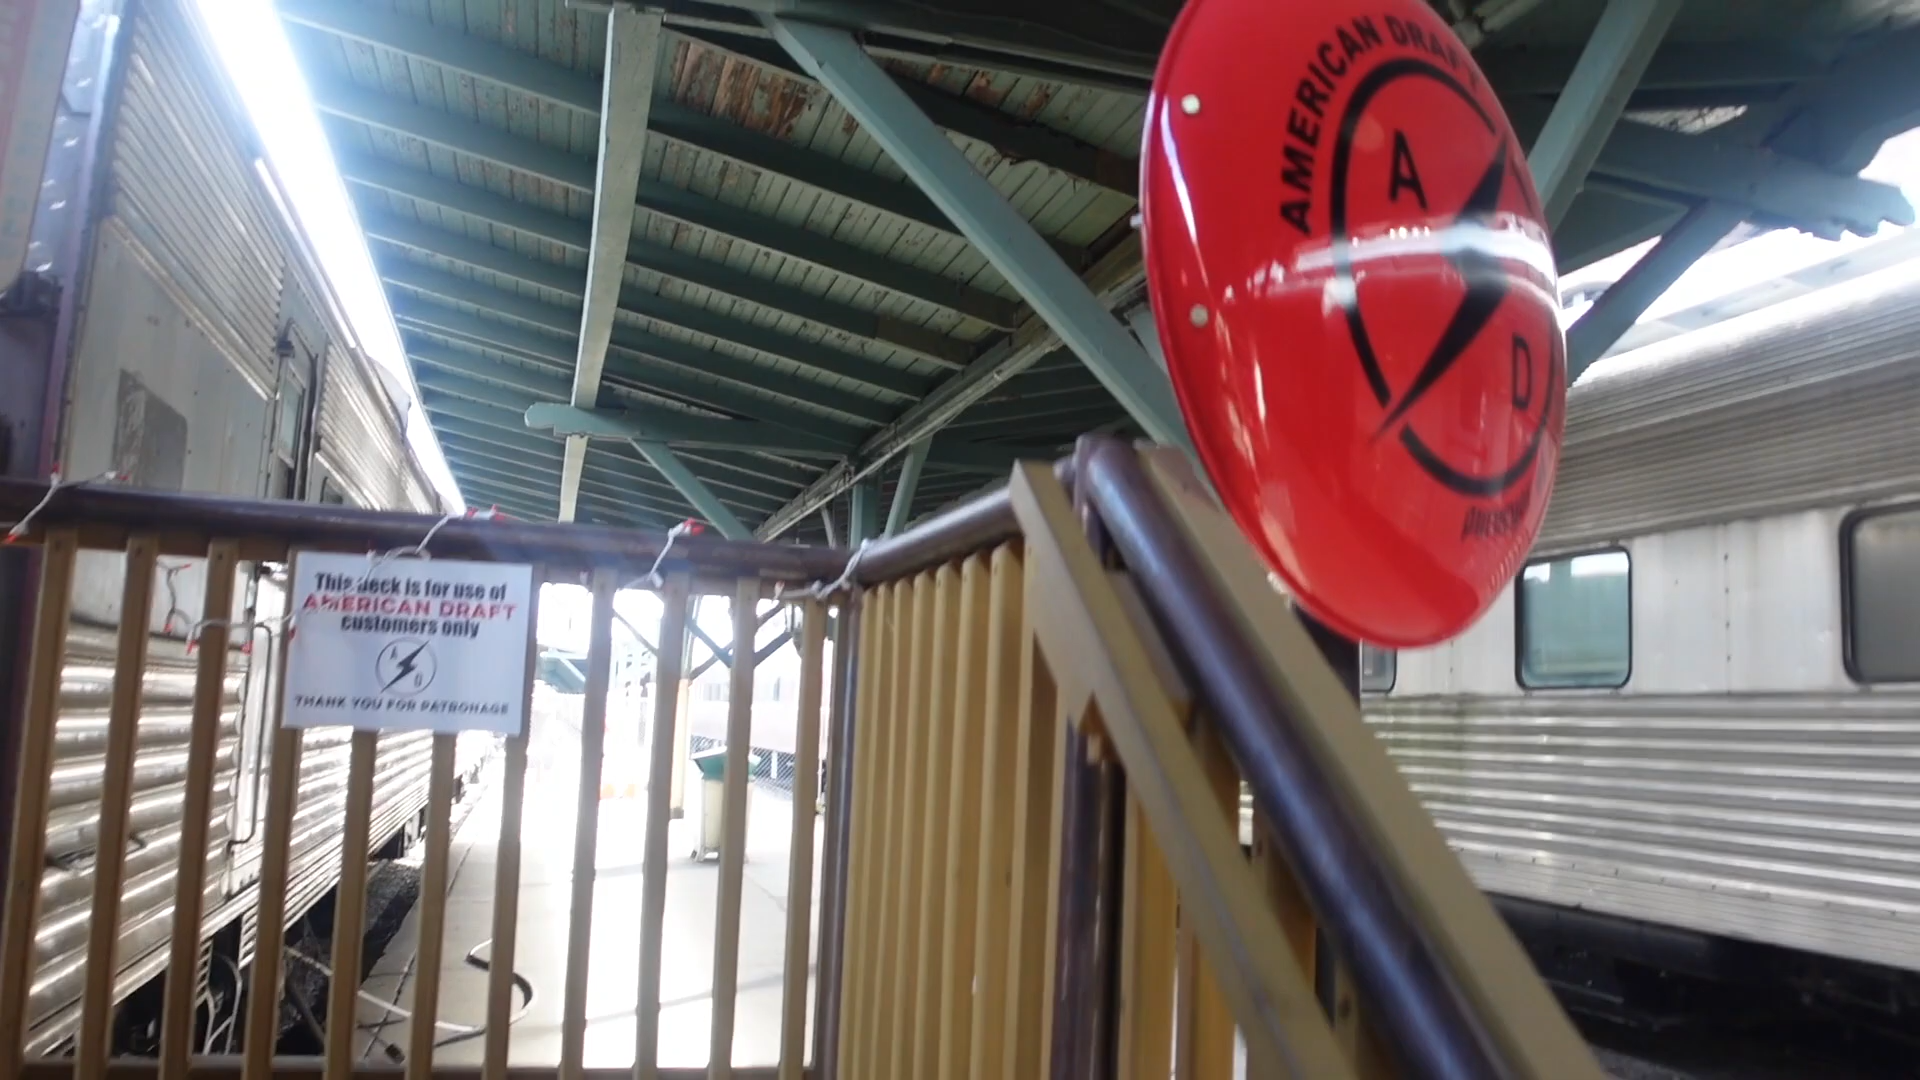 AMERICAN DRAFT
A
D
This deck is for use of
AMERICAN DRAFT
customers only
A
D
THANK YOU FOR PATRONAGE